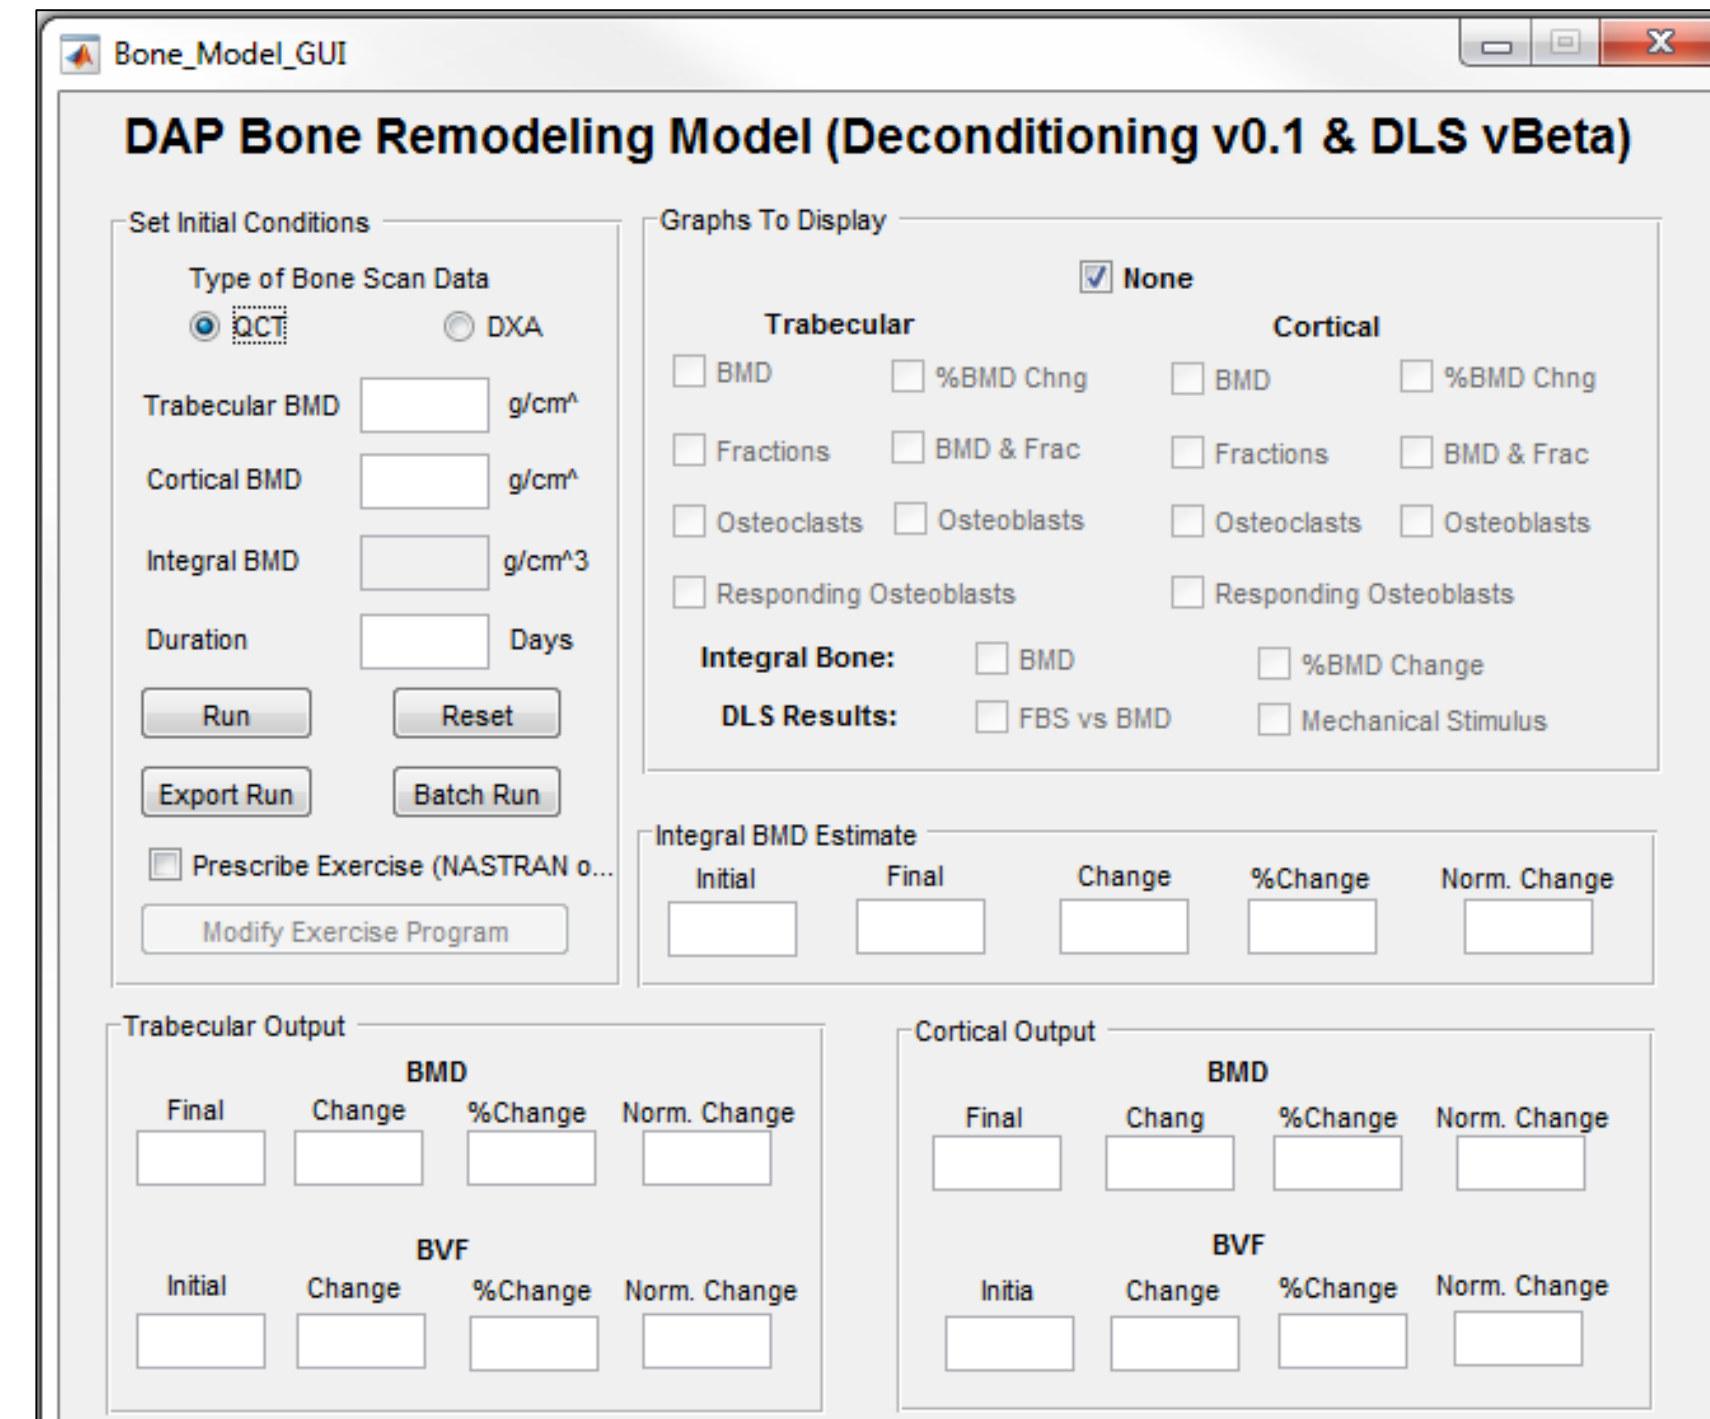 Bone_Model_GUI
DAP Bone Remodeling Model (Deconditioning v0.1 & DLS vBeta)
Set Initial Conditions
Type of Bone Scan Data
QCT DXA
Trabecular BMD g/cm^
Cortical BMD g/cm^
Integral BMD g/cm^3
Duration Days
Run Reset
Export Run Batch Run
Prescribe Exercise (NASTRAN o...
Modify Exercise Program
Graphs To Display
None
Trabecular Cortical
BMD %BMD Chng BMD %BMD Chng
Fractions BMD & Frac Fractions BMD & Frac
Osteoclasts Osteoblasts Osteoclasts Osteoblasts
Responding Osteoblasts Responding Osteoblasts
Integral Bone: BMD %BMD Change
DLS Results: FBS vs BMD Mechanical Stimulus
Integral BMD Estimate
Initial Final Change %Change Norm. Change
Trabecular Output
BMD
Final Change %Change Norm. Change
BVF
Initial Change %Change Norm. Change
Cortical Output
BMD
Final Chang %Change Norm. Change
BVF
Initia Change %Change Norm. Change